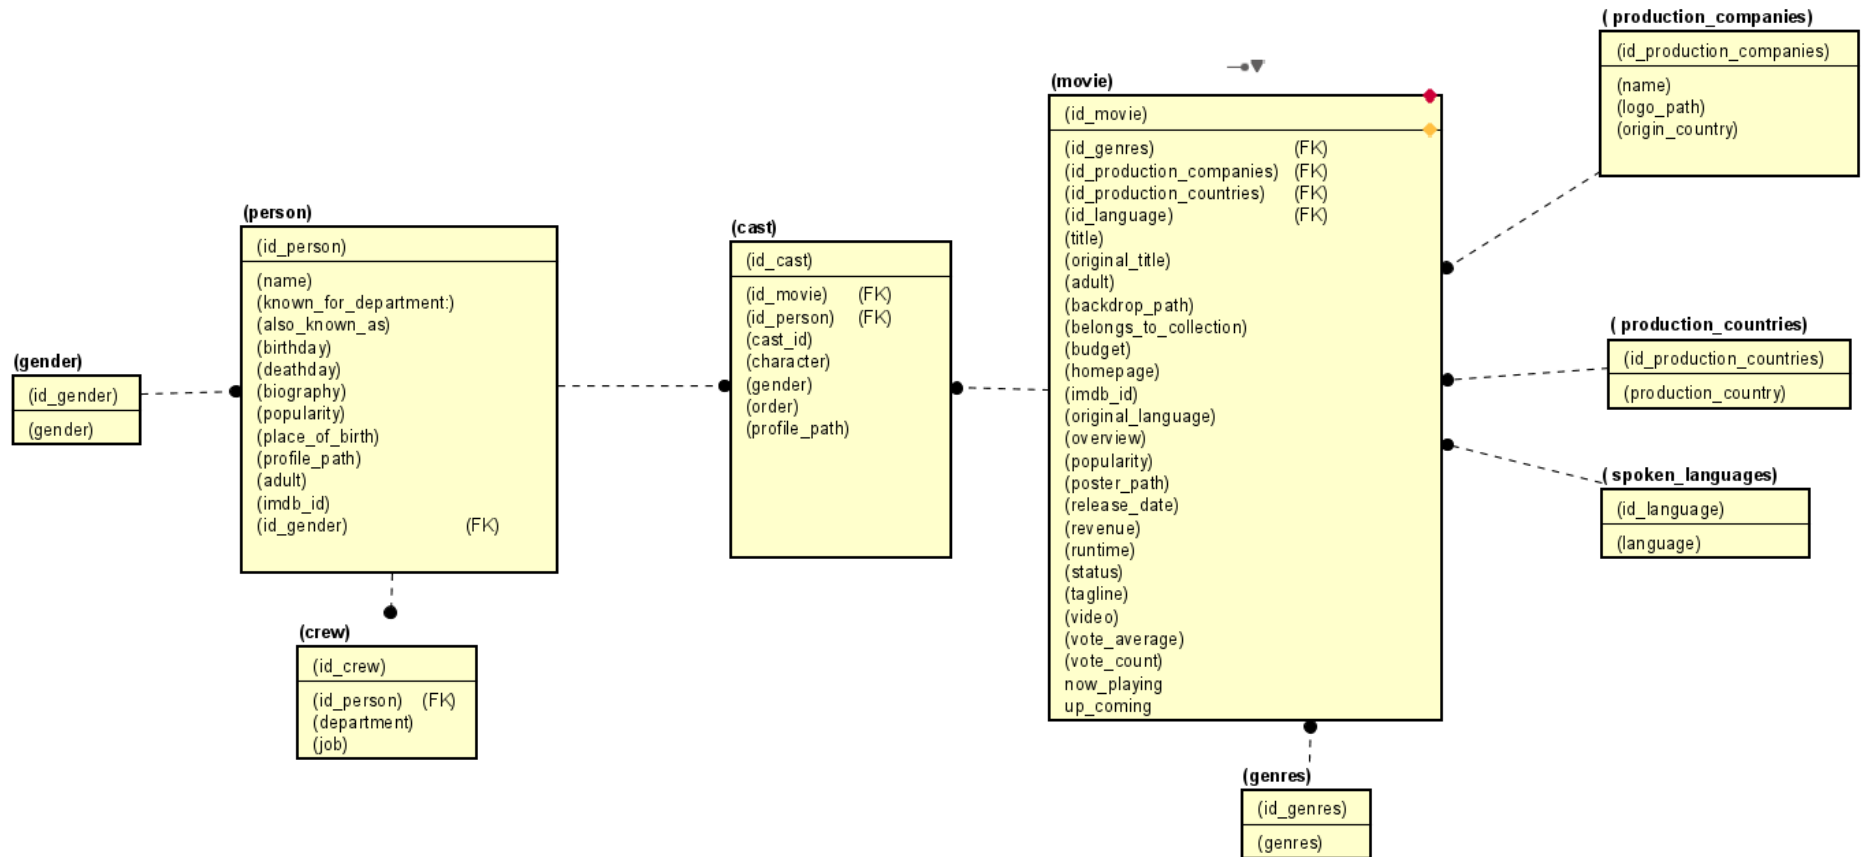 (gender)
(id_gender)
(gender)
(person)
(id_person)
(name)
(known_for_department:)
(also_known_as)
(birthday)
(deathday)
(biography)
(popularity)
(place_of_birth)
(profile_path)
(adult)
(imdb_id)
(id_gender) (FK)
(crew)
(id_crew)
(id_person) (FK)
(department)
(job)
(cast)
(id_cast)
(id_movie) (FK)
(id_person) (FK)
(cast_id)
(character)
(gender)
(order)
(profile_path)
(movie)
(id_movie)
(id_genres) (FK)
(id_production_companies) (FK)
(id_production_countries) (FK)
(id_language) (FK)
(title)
(original_title)
(adult)
(backdrop_path)
(belongs_to_collection)
(budget)
(homepage)
(imdb_id)
(original_language)
(overview)
(popularity)
(poster_path)
(release_date)
(revenue)
(runtime)
(status)
(tagline)
(video)
(vote_average)
(vote_count)
now_playing
up_coming
(genres)
(id_genres)
(genres)
( production_companies)
(id_production_companies)
(name)
(logo_path)
(origin_country)
( production_countries)
(id_production_countries)
(production_country)
( spoken_languages)
(id_language)
(language)